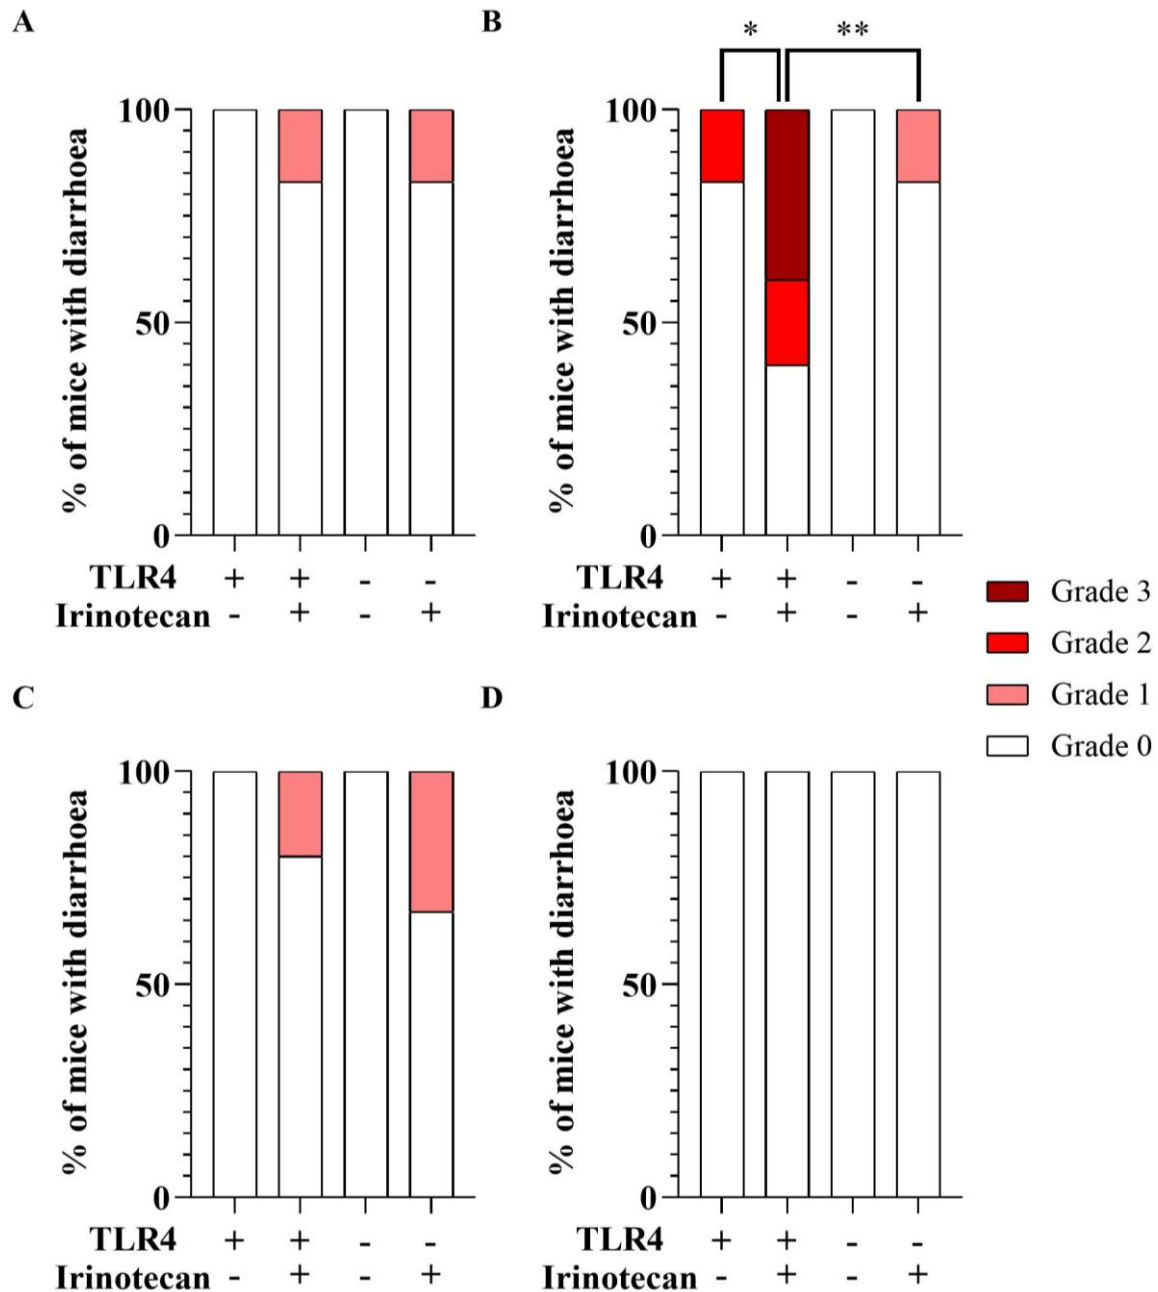 A
% of mice with diarrhoea
100
50
0
TLR4 + + - -
Irinotecan - + - +
B
* **
% of mice with diarrhoea
100
50
0
TLR4 + + - -
Irinotecan - + - +
Grade 3
Grade 2
Grade 1
Grade 0
C
% of mice with diarrhoea
100
50
0
TLR4 + + - -
Irinotecan - + - +
D
% of mice with diarrhoea
100
50
0
TLR4 + + - -
Irinotecan - + - +